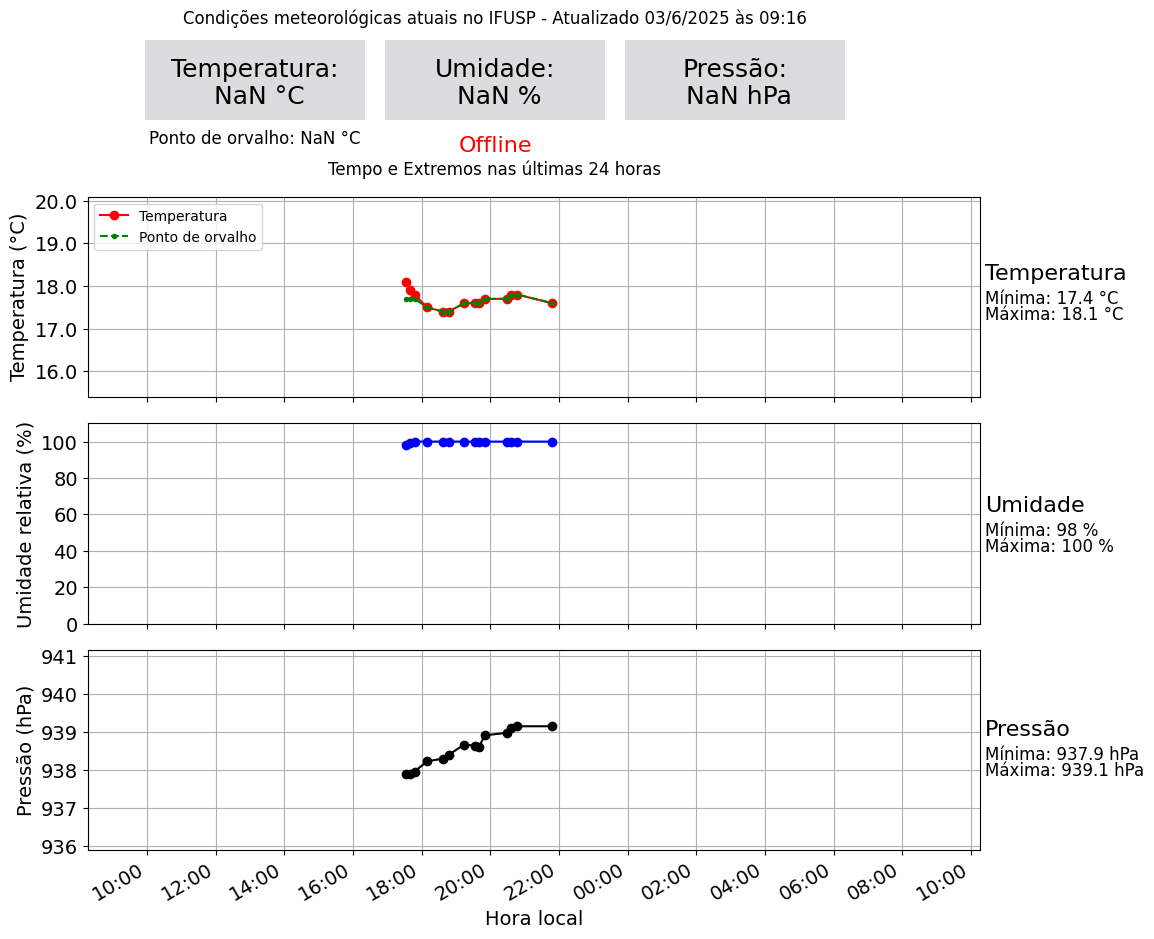 Condições meteorológicas atuais no IFUSP - Atualizado 03/6/2025 às 09:16
Temperatura:
NaN °C
Umidade:
NaN %
Pressão:
NaN hPa
Ponto de orvalho: NaN °C
Offline
Tempo e Extremos nas últimas 24 horas
Temperatura (°C)
20.0
19.0
18.0
17.0
16.0
Temperatura
Ponto de orvalho
Temperatura
Mínima: 17.4 °C
Máxima: 18.1 °C
Umidade relativa (%)
100
80
60
40
20
0
Umidade
Mínima: 98 %
Máxima: 100 %
Pressão (hPa)
941
940
939
938
937
936
Pressão
Mínima: 937.9 hPa
Máxima: 939.1 hPa
10:00
12:00
14:00
16:00
18:00
20:00
22:00
00:00
02:00
04:00
06:00
08:00
10:00
Hora local